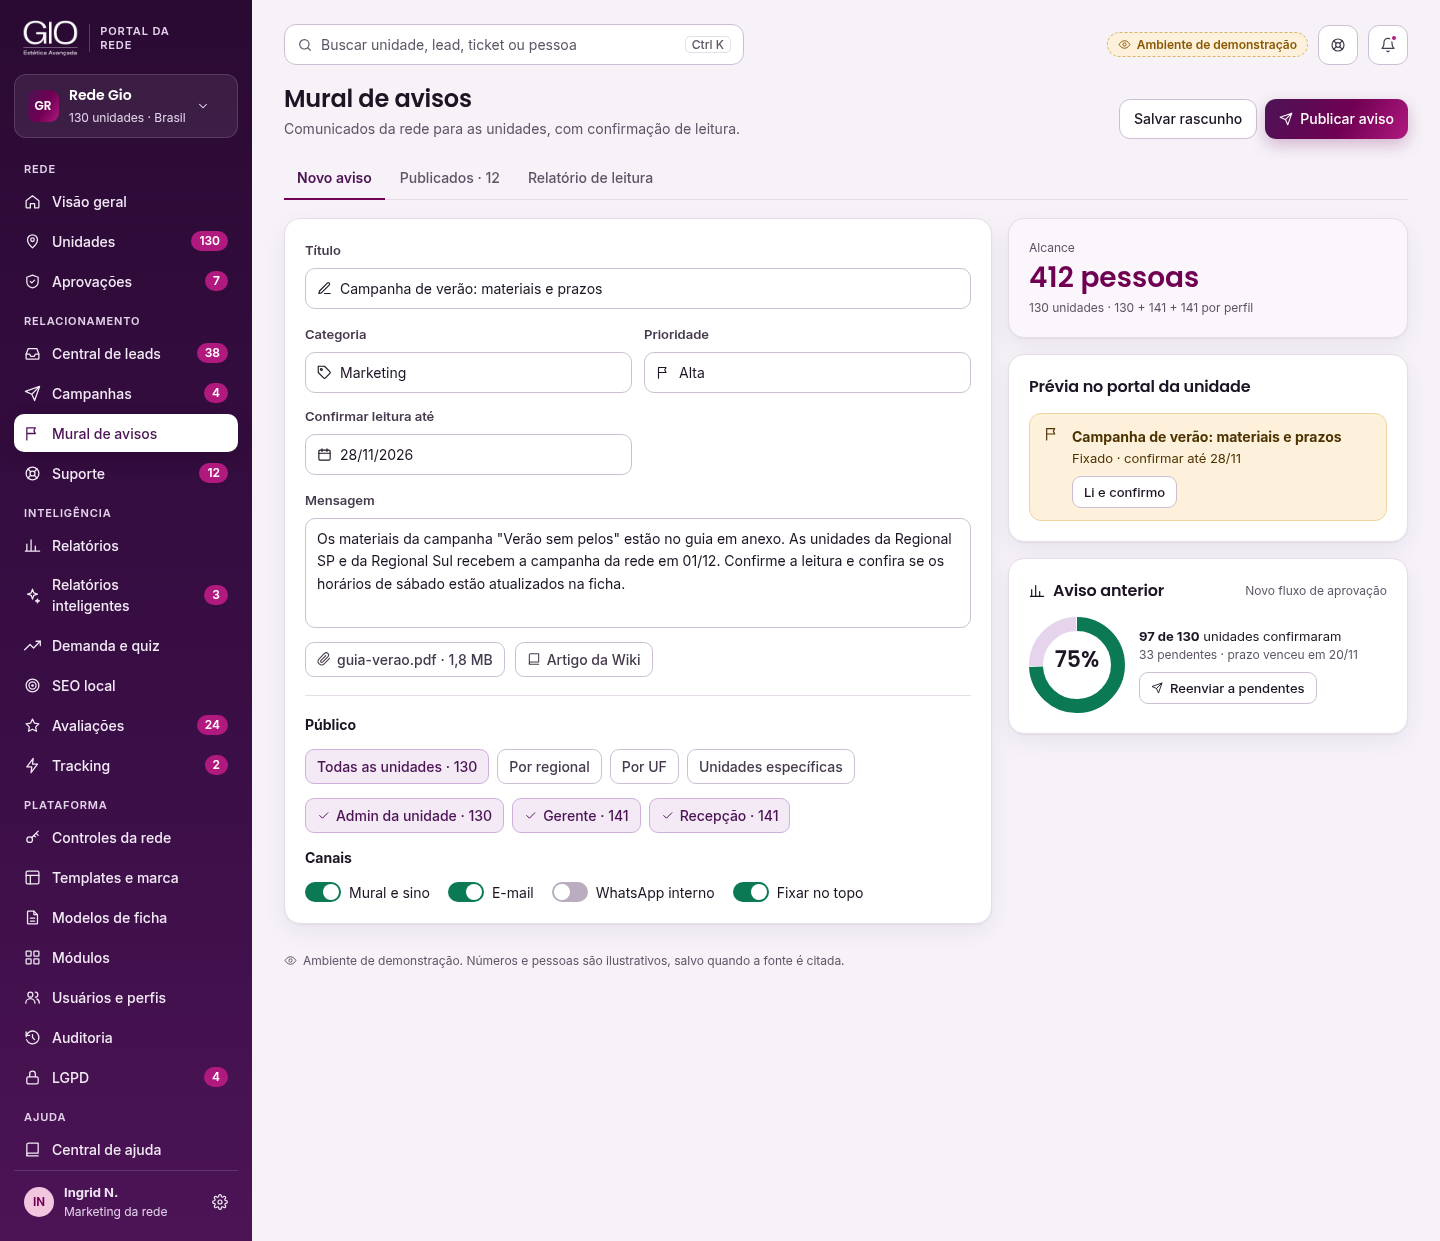 GIO
Estética Avançada
PORTAL DA
REDE
GR
Rede Gio
130 unidades · Brasil
REDE
Visão geral
Unidades 130
Aprovações 7
RELACIONAMENTO
Central de leads 38
Campanhas 4
Mural de avisos
Suporte 12
INTELIGÊNCIA
Relatórios
Relatórios
inteligentes 3
Demanda e quiz
SEO local
Avaliações 24
Tracking 2
PLATAFORMA
Controles da rede
Templates e marca
Modelos de ficha
Módulos
Usuários e perfis
Auditoria
LGPD 4
AJUDA
Central de ajuda
IN
Ingrid N.
Marketing da rede
Buscar unidade, lead, ticket ou pessoa Ctrl K
Ambiente de demonstração
Mural de avisos
Comunicados da rede para as unidades, com confirmação de leitura.
Salvar rascunho
Publicar aviso
Novo aviso Publicados · 12 Relatório de leitura
Título
Campanha de verão: materiais e prazos
Categoria Prioridade
Marketing Alta
Confirmar leitura até
28/11/2026
Mensagem
Os materiais da campanha "Verão sem pelos" estão no guia em anexo. As unidades da Regional
SP e da Regional Sul recebem a campanha da rede em 01/12. Confirme a leitura e confira se os
horários de sábado estão atualizados na ficha.
guia-verao.pdf · 1,8 MB Artigo da Wiki
Público
Todas as unidades · 130 Por regional Por UF Unidades específicas
Admin da unidade · 130 Gerente · 141 Recepção · 141
Canais
Mural e sino E-mail WhatsApp interno Fixar no topo
Alcance
412 pessoas
130 unidades · 130 + 141 + 141 por perfil
Prévia no portal da unidade
Campanha de verão: materiais e prazos
Fixado · confirmar até 28/11
Li e confirmo
Aviso anterior Novo fluxo de aprovação
75%
97 de 130 unidades confirmaram
33 pendentes · prazo venceu em 20/11
Reenviar a pendentes
Ambiente de demonstração. Números e pessoas são ilustrativos, salvo quando a fonte é citada.